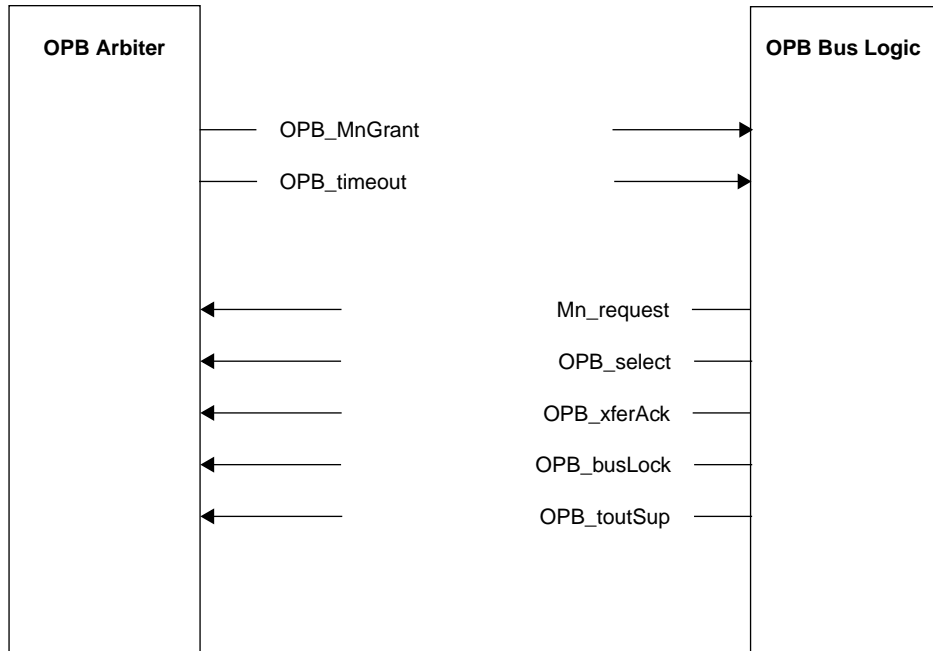 OPB Arbiter
OPB Bus Logic
OPB_MnGrant
OPB_timeout
Mn_request
OPB_select
OPB_xferAck
OPB_busLock
OPB_toutSup